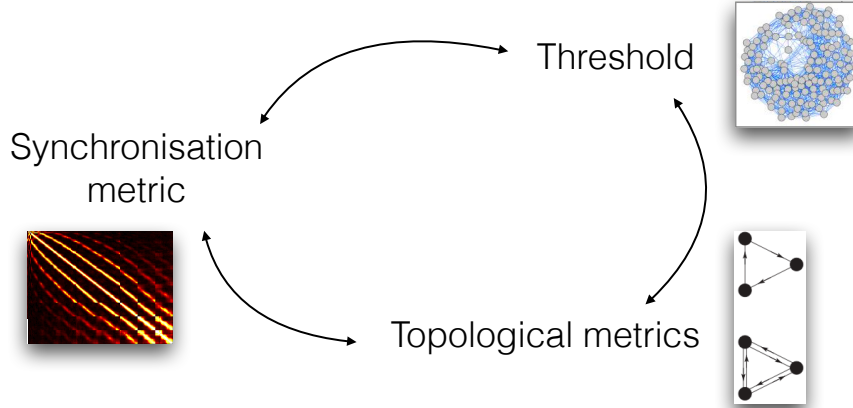 Threshold
Synchronisation
metric
Topological metrics